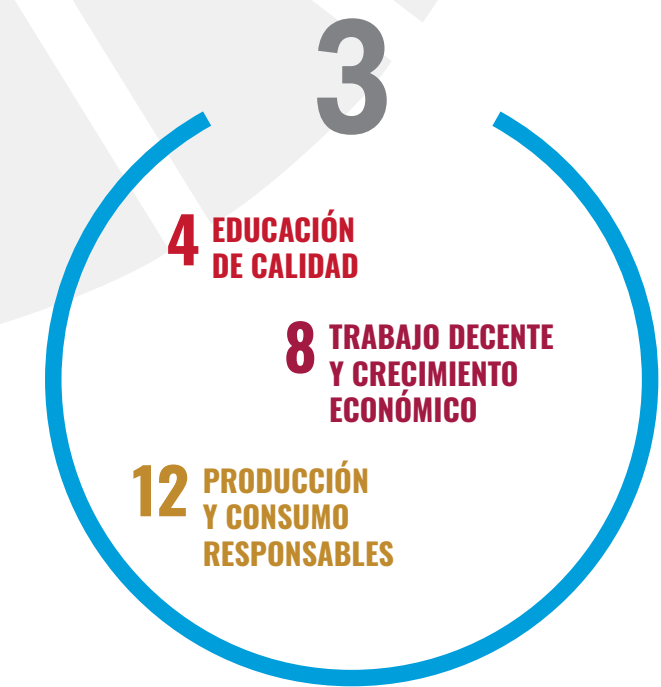 3
4 EDUCACIÓN
DE CALIDAD
8 TRABAJO DECENTE
Y CRECIMIENTO
ECONÓMICO
12 PRODUCCIÓN
Y CONSUMO
RESPONSABLES